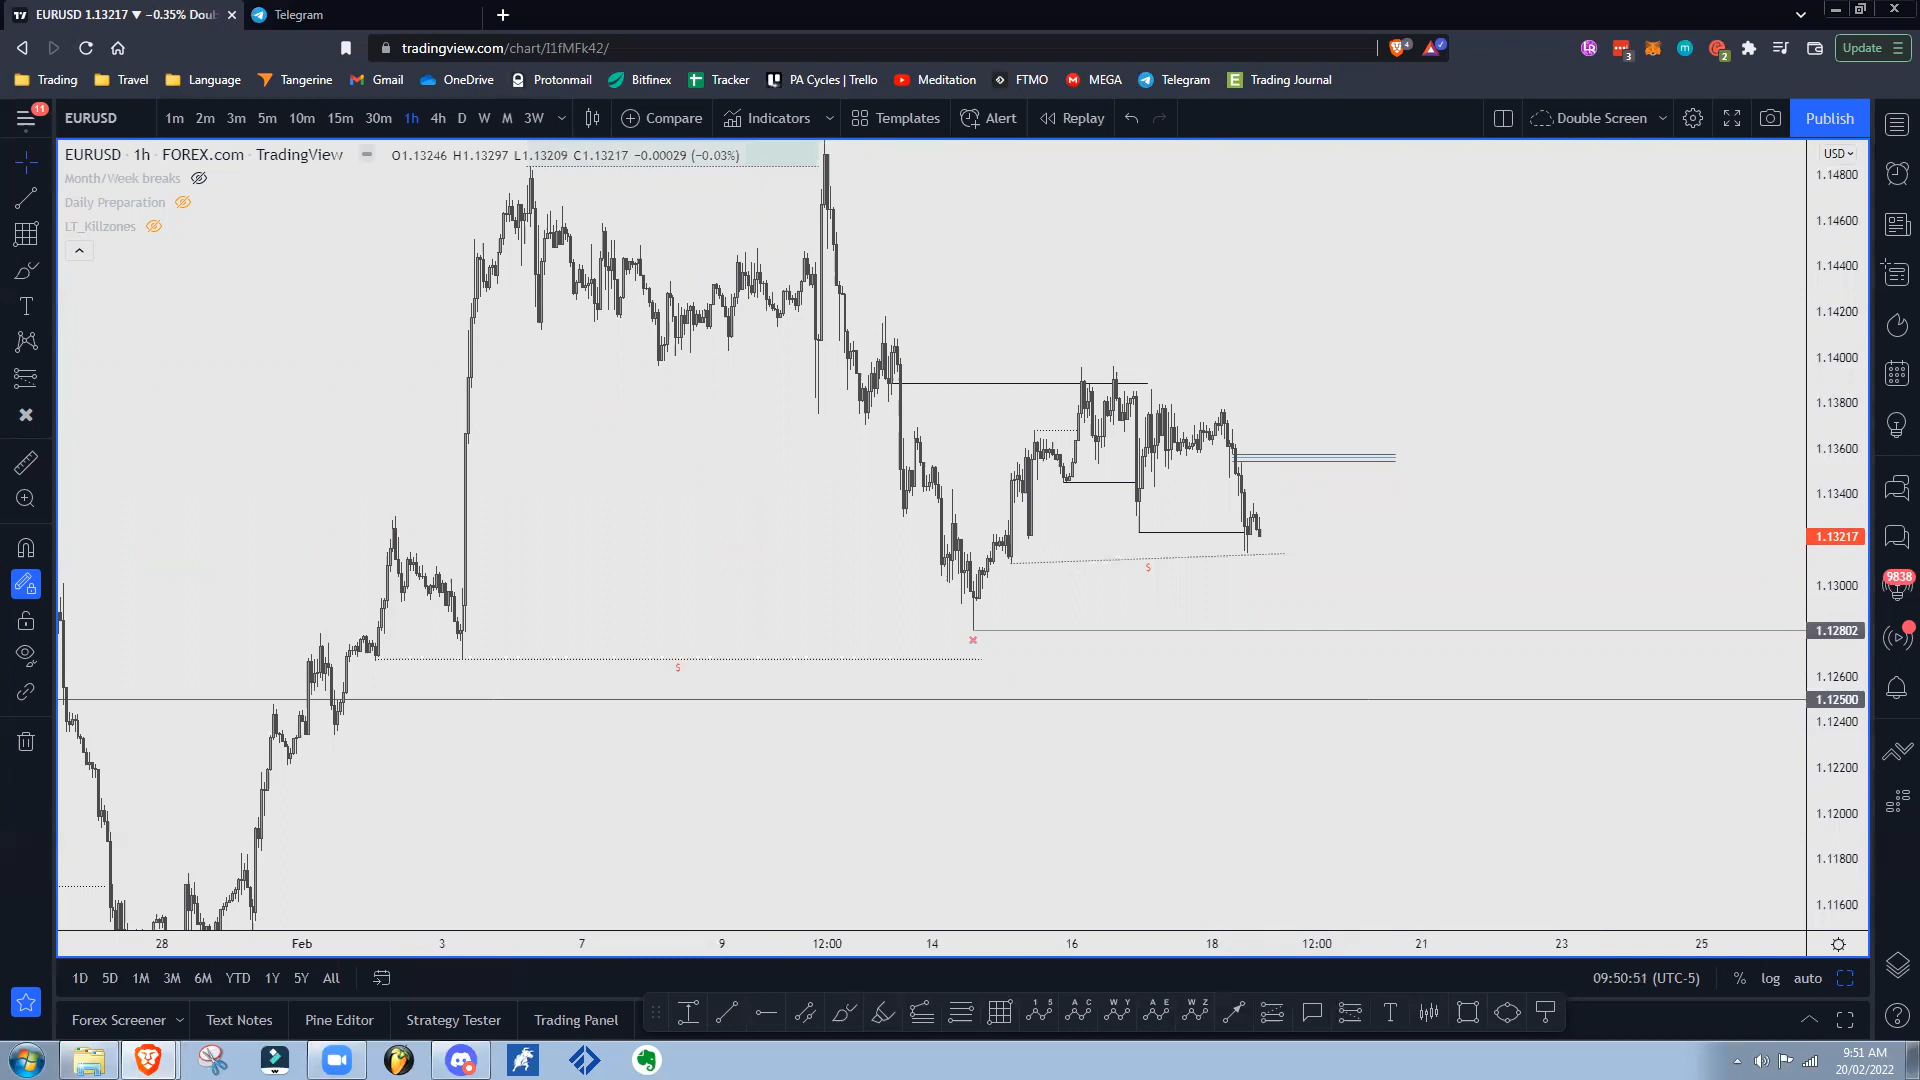 EURUSD 1.13217 ▼ −0.35% Dou
Telegram
tradingview.com/chart/I1fMFk42/
4
3
2
Update
Trading
Travel
Language
Tangerine
Gmail
OneDrive
Protonmail
Bitfinex
Tracker
PA Cycles | Trello
Meditation
FTMO
MEGA
Telegram
Trading Journal
11
EURUSD
1m 2m 3m 5m 10m 15m 30m 1h 4h D W M 3W
Compare
Indicators
Templates
Alert
Replay
Double Screen
Publish
EURUSD · 1h · FOREX.com · TradingView
O1.13246 H1.13297 L1.13209 C1.13217 −0.00029 (−0.03%)
USD
Month/Week breaks
Daily Preparation
LT_Killzones
1.14800
1.14600
1.14400
1.14200
1.14000
1.13800
1.13600
1.13400
1.13217
$
1.13000
9838
1.12802
$
1.12600
1.12500
1.12400
1.12200
1.12000
1.11800
1.11600
28 Feb 3 7 9 12:00 14 16 18 12:00 21 23 25
1D 5D 1M 3M 6M YTD 1Y 5Y All
09:50:51 (UTC-5)
% log auto
Forex Screener
Text Notes
Pine Editor
Strategy Tester
Trading Panel
1 5
A C
W Y
A E
W Z
9:51 AM
20/02/2022